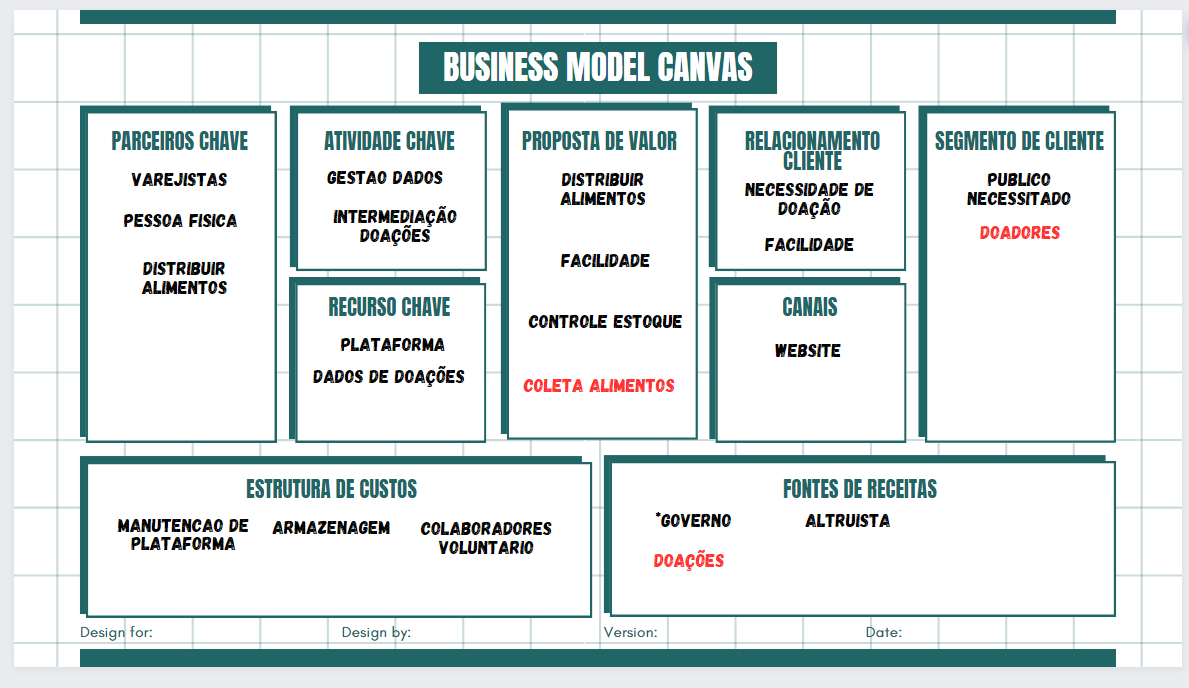 BUSINESS MODEL CANVAS
PARCEIROS CHAVE
VAREJISTAS
PESSOA FISICA
DISTRIBUIR
ALIMENTOS
ATIVIDADE CHAVE
GESTAO DADOS
INTERMEDIAÇÃO
DOAÇÕES
RECURSO CHAVE
PLATAFORMA
DADOS DE DOAÇÕES
PROPOSTA DE VALOR
DISTRIBUIR
ALIMENTOS
FACILIDADE
CONTROLE ESTOQUE
COLETA ALIMENTOS
RELACIONAMENTO
CLIENTE
NECESSIDADE DE
DOAÇÃO
FACILIDADE
CANAIS
WEBSITE
SEGMENTO DE CLIENTE
PUBLICO
NECESSITADO
DOADORES
ESTRUTURA DE CUSTOS
MANUTENCAO DE
PLATAFORMA
ARMAZENAGEM
COLABORADORES
VOLUNTARIO
FONTES DE RECEITAS
*GOVERNO
ALTRUISTA
DOAÇÕES
Design for:
Design by:
Version:
Date: